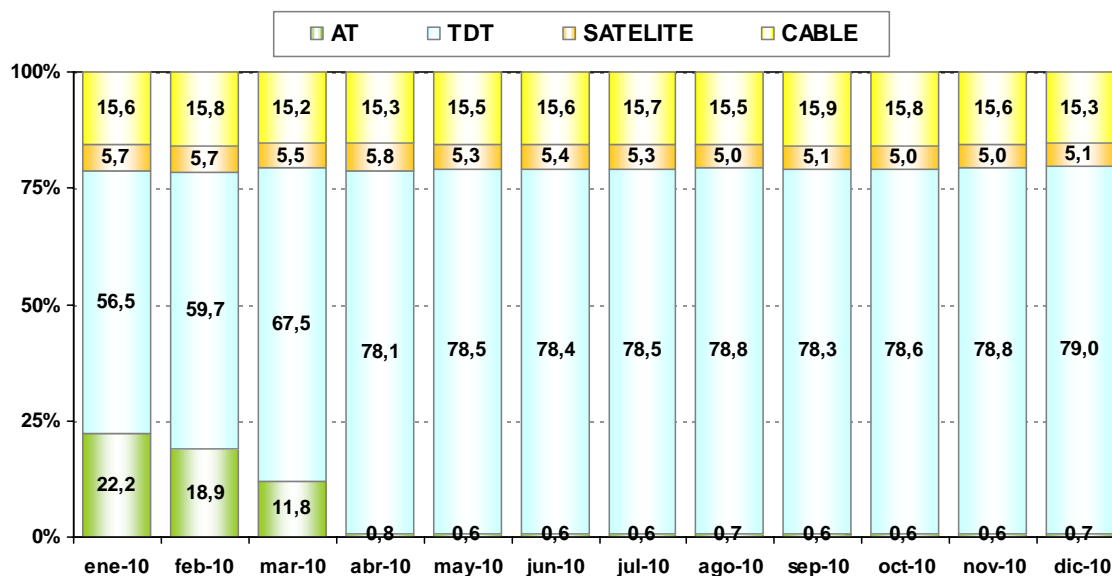 AT TDT SATELITE CABLE
100%
15,6 15,8 15,2 15,3 15,5 15,6 15,7 15,5 15,9 15,8 15,6 15,3
5,7 5,7 5,5 5,8 5,3 5,4 5,3 5,0 5,1 5,0 5,0 5,1
75%
56,5 59,7 67,5 78,1 78,5 78,4 78,5 78,8 78,3 78,6 78,8 79,0
50%
25%
22,2 18,9 11,8 0,8 0,6 0,6 0,6 0,7 0,6 0,6 0,6 0,7
0%
ene-10 feb-10 mar-10 abr-10 may-10 jun-10 jul-10 ago-10 sep-10 oct-10 nov-10 dic-10